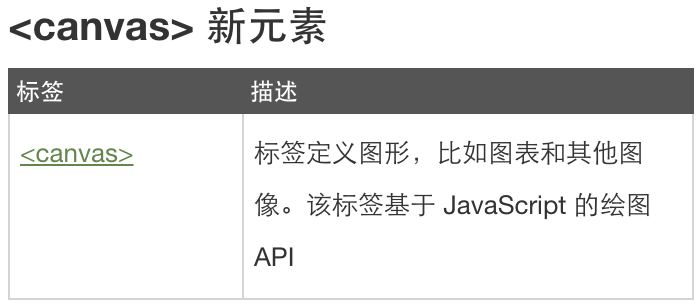 <canvas> 新元素
标签 描述
<canvas> 标签定义图形，比如图表和其他图
像。该标签基于 JavaScript 的绘图
API